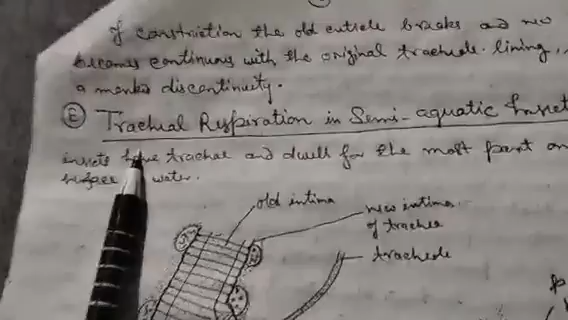 of constriction the old cuticle breaks and new
becomes continuous with the original tracheole lining,
a marked discontinuity.
(E) Tracheal Respiration in Semi-aquatic Insect
insects have tracheae and dwell for the most part on
surface water.
old intima
new intima
of trachea
tracheole